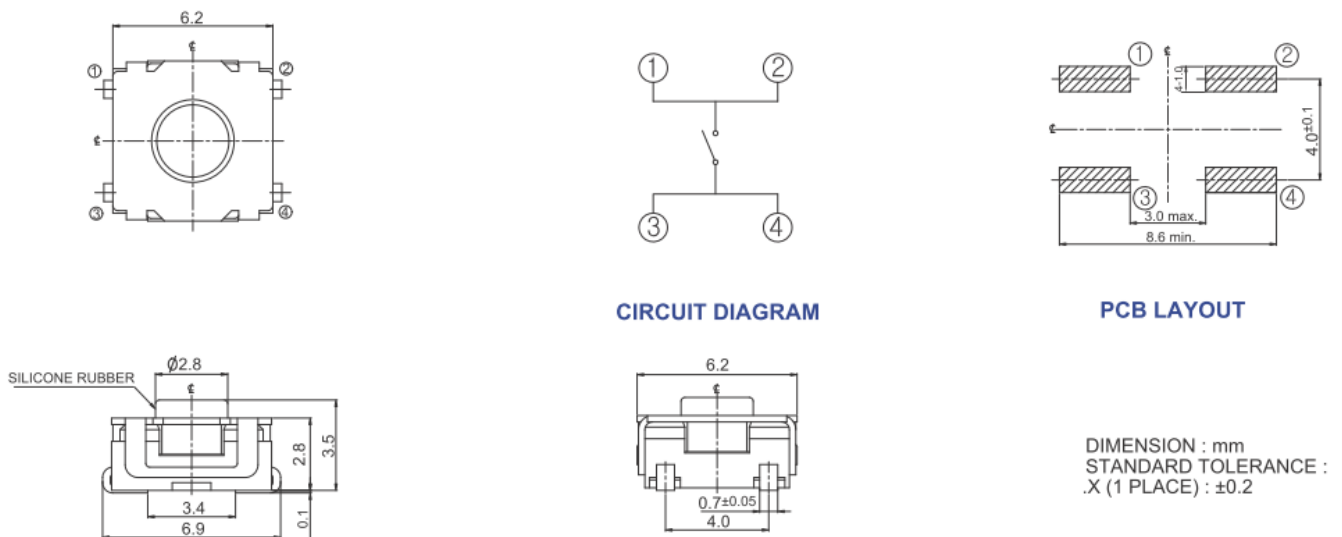 6.2
℄
① ②
℄
③ ④
① ②
③ ④
CIRCUIT DIAGRAM
℄
① ②
4-1.0
℄
4.0±0.1
③ ④
3.0 max.
8.6 min.
PCB LAYOUT
Ø2.8
SILICONE RUBBER
℄
2.8
3.5
3.4
0.1
6.9
6.2
℄
0.7±0.05
4.0
DIMENSION : mm
STANDARD TOLERANCE :
.X (1 PLACE) : ±0.2